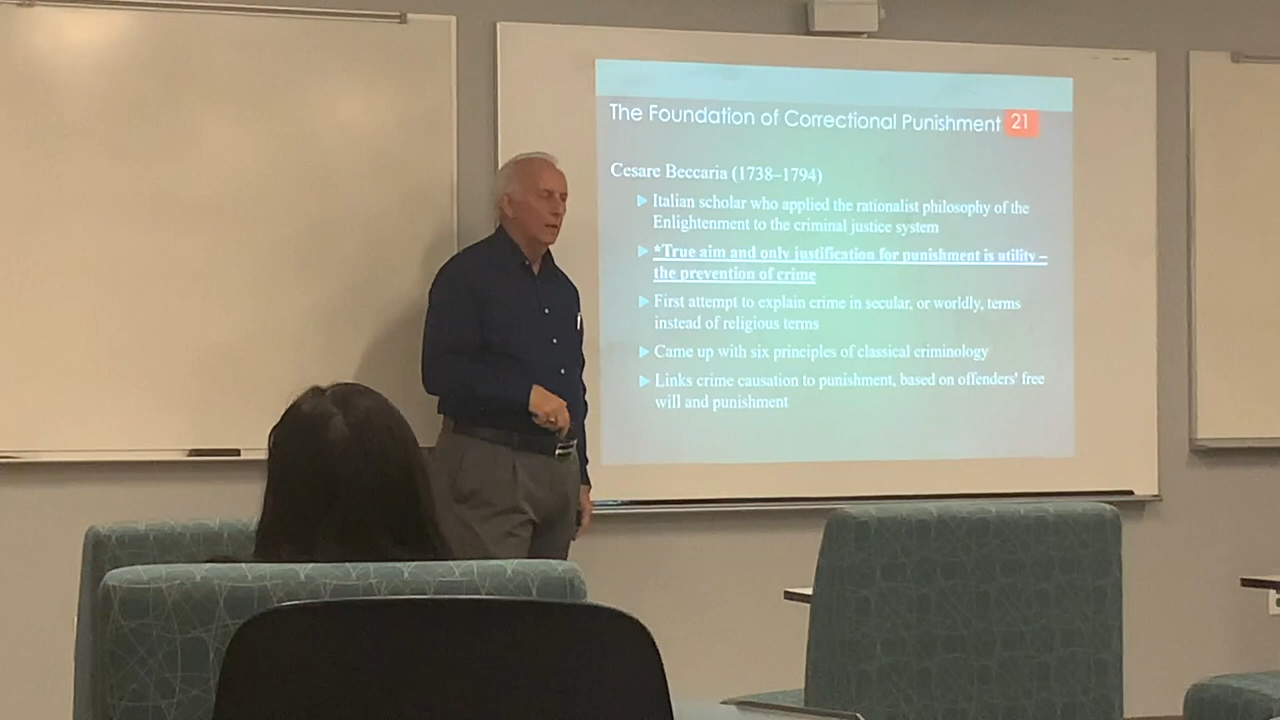 The Foundation of Correctional Punishment 21
Cesare Beccaria (1738–1794)
Italian scholar who applied the rationalist philosophy of the
Enlightenment to the criminal justice system
*True aim and only justification for punishment is utility –
the prevention of crime
First attempt to explain crime in secular, or worldly, terms
instead of religious terms
Came up with six principles of classical criminology
Links crime causation to punishment, based on offenders' free
will and punishment